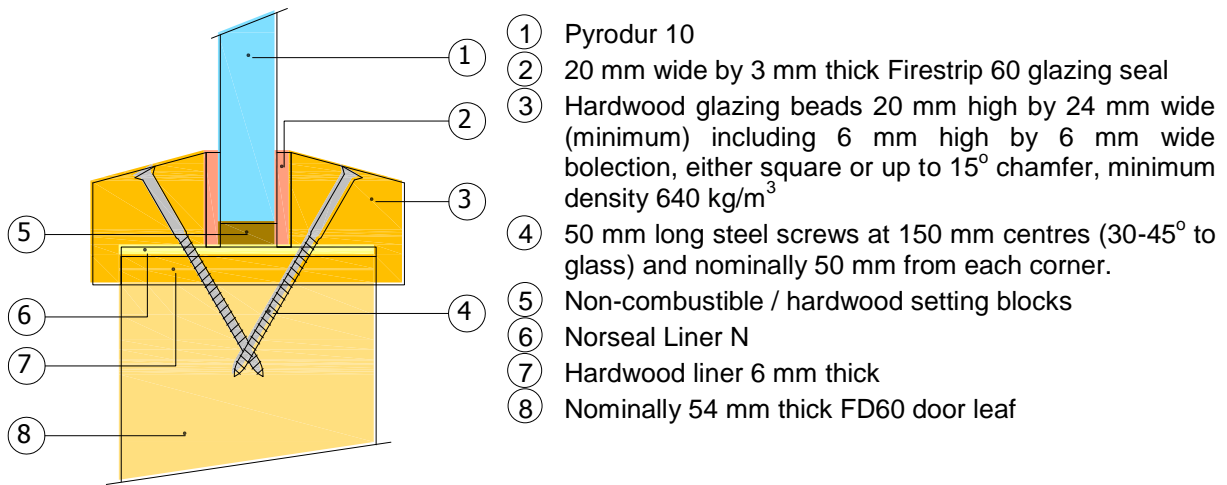 1 Pyrodur 10
2 20 mm wide by 3 mm thick Firestrip 60 glazing seal
3 Hardwood glazing beads 20 mm high by 24 mm wide
(minimum) including 6 mm high by 6 mm wide
bolection, either square or up to 15° chamfer, minimum
density 640 kg/m³
4 50 mm long steel screws at 150 mm centres (30-45° to
glass) and nominally 50 mm from each corner.
5 Non-combustible / hardwood setting blocks
6 Norseal Liner N
7 Hardwood liner 6 mm thick
8 Nominally 54 mm thick FD60 door leaf
1
2
3
5
6
4
7
8